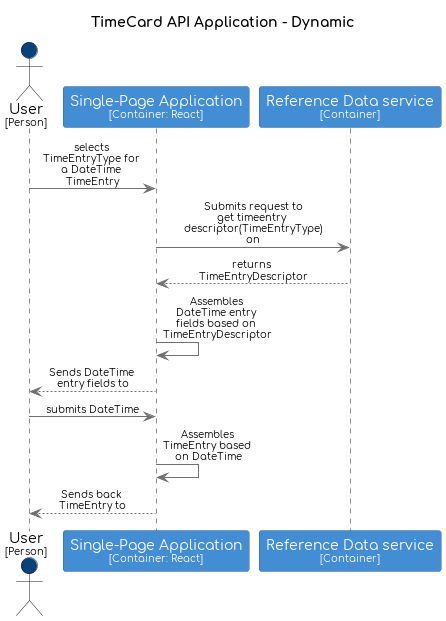 TimeCard API Application - Dynamic
User
[Person]
Single-Page Application
[Container: React]
Reference Data service
[Container]
selects
TimeEntryType for
a DateTime
TimeEntry
Submits request to
get timeentry
descriptor(TimeEntryType)
on
returns
TimeEntryDescriptor
Assembles
DateTime entry
fields based on
TimeEntryDescriptor
Sends DateTime
entry fields to
submits DateTime
Assembles
TimeEntry based
on DateTime
Sends back
TimeEntry to
User
[Person]
Single-Page Application
[Container: React]
Reference Data service
[Container]